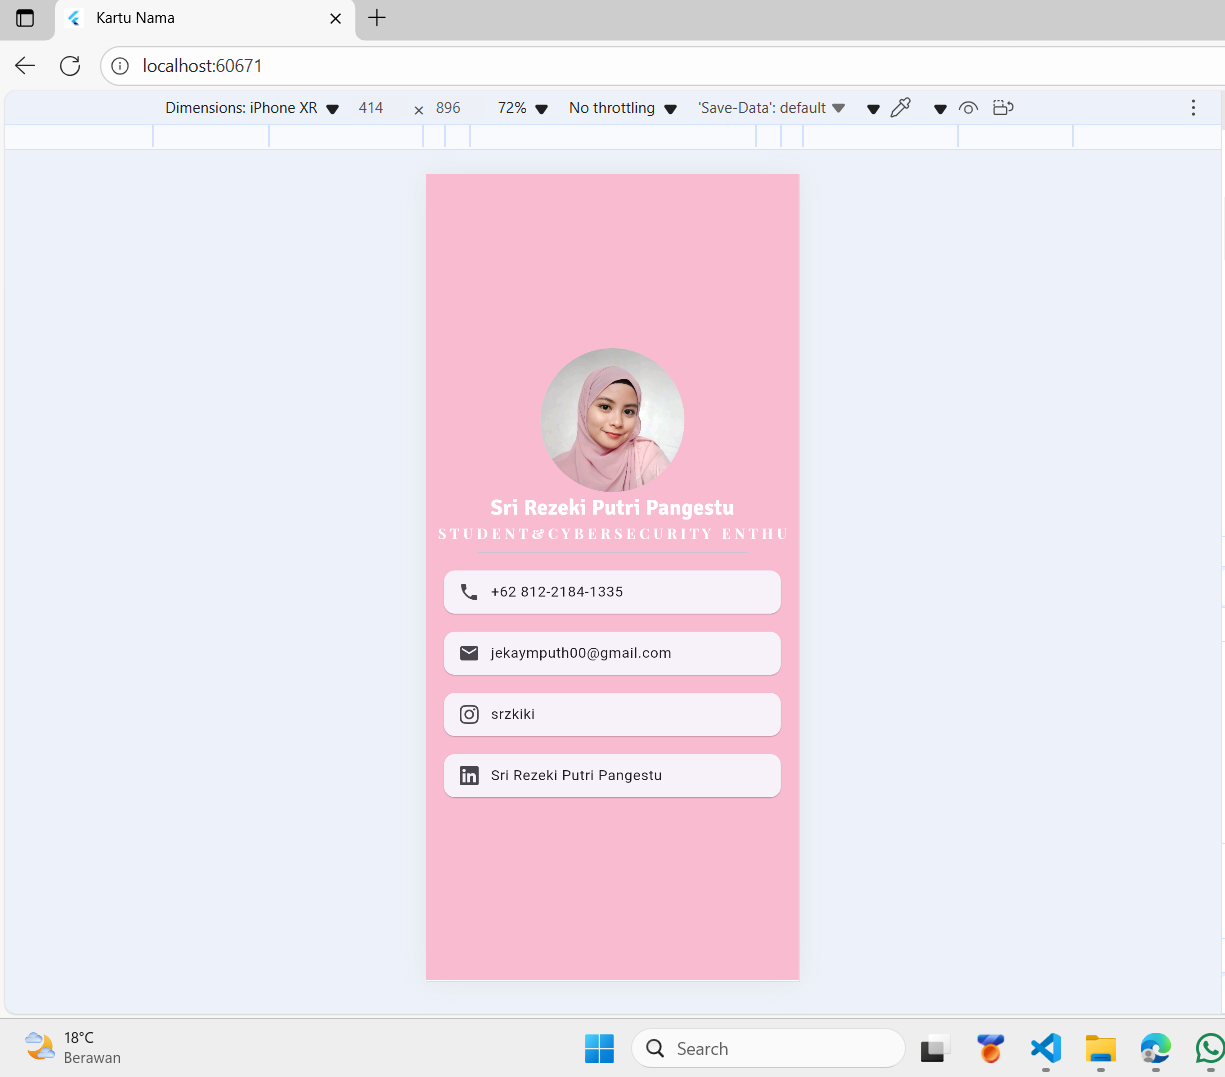 Kartu Nama
localhost:60671
Dimensions: iPhone XR 414 × 896 72% No throttling 'Save-Data': default
Sri Rezeki Putri Pangestu
STUDENT&CYBERSECURITY ENTHU
+62 812-2184-1335
jekaymputh00@gmail.com
srzkiki
Sri Rezeki Putri Pangestu
18°C
Berawan
Search